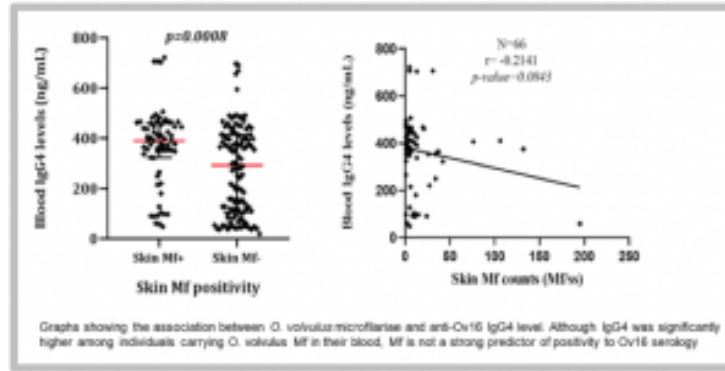 p=0.0008
Blood IgG4 levels (ng/mL)
800
600
400
200
0
Skin Mf+ Skin Mf-
Skin Mf positivity
N=66
r= -0.2141
p-value=0.0843
Blood IgG4 levels (ng/mL)
800
600
400
200
0
0 50 100 150 200 250
Skin Mf counts (Mf/ss)
Graphs showing the association between O. volvulus microfilariae and anti-Ov16 IgG4 level. Although IgG4 was significantly
higher among individuals carrying O. volvulus Mf in their blood, Mf is not a strong predictor of positivity to Ov16 serology